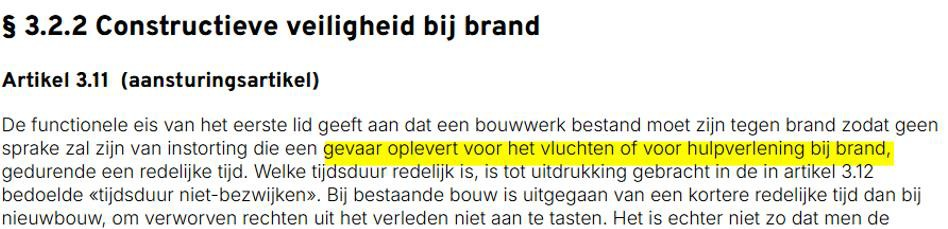 § 3.2.2 Constructieve veiligheid bij brand
Artikel 3.11 (aansturingsartikel)
De functionele eis van het eerste lid geeft aan dat een bouwwerk bestand moet zijn tegen brand zodat geen
sprake zal zijn van instorting die een gevaar oplevert voor het vluchten of voor hulpverlening bij brand,
gedurende een redelijke tijd. Welke tijdsduur redelijk is, is tot uitdrukking gebracht in de in artikel 3.12
bedoelde «tijdsduur niet-bezwijken». Bij bestaande bouw is uitgegaan van een kortere redelijke tijd dan bij
nieuwbouw, om verworven rechten uit het verleden niet aan te tasten. Het is echter niet zo dat men de